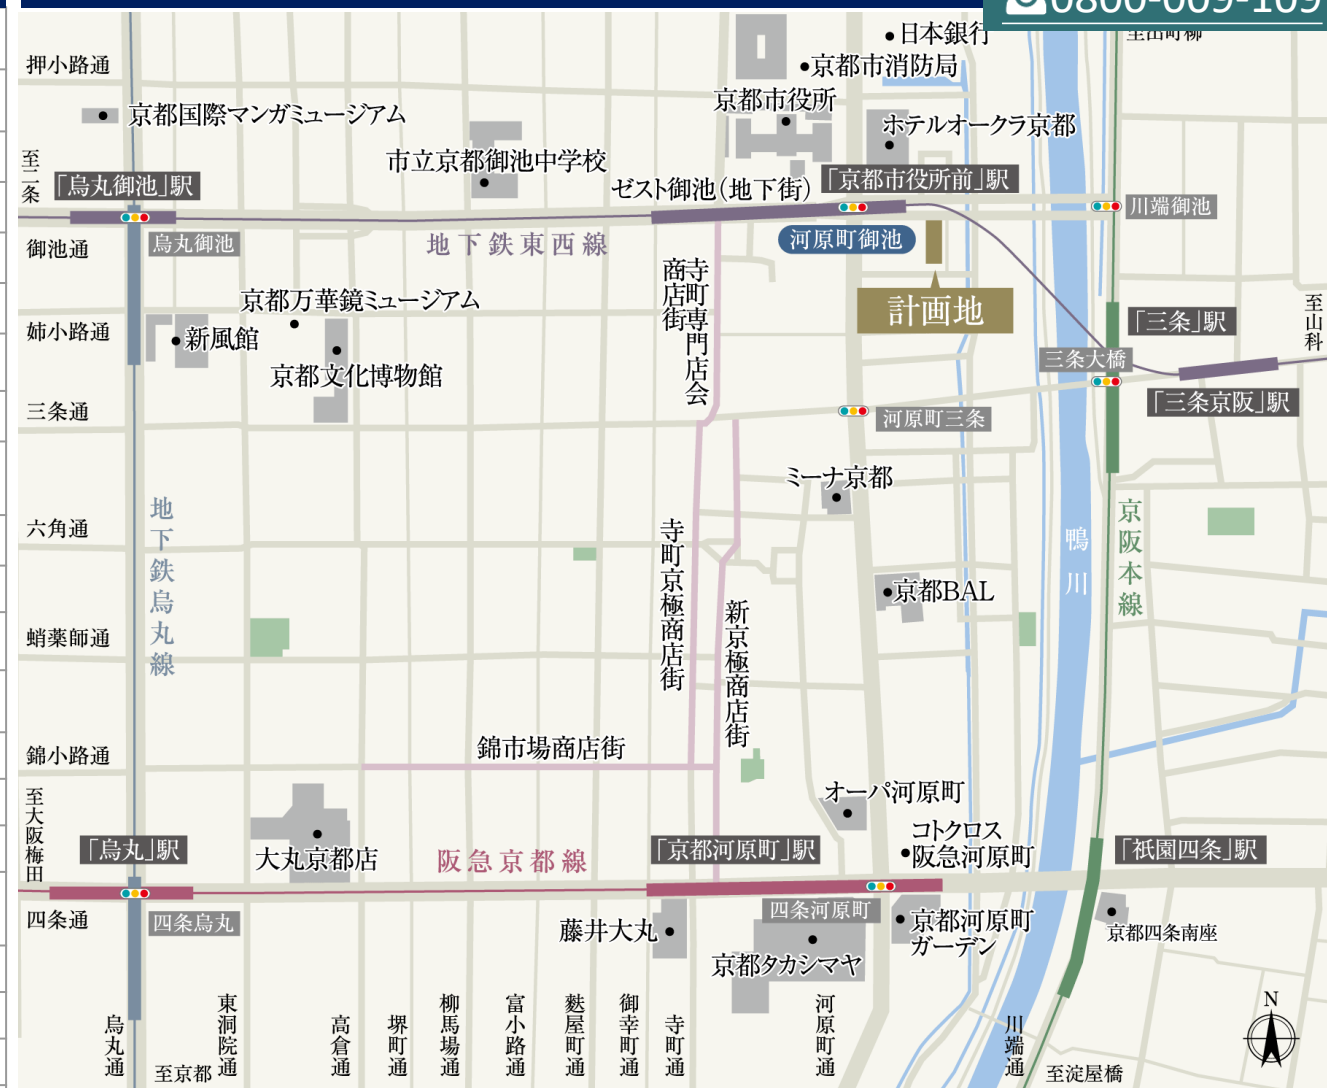 0800-009-109
至出町柳
日本銀行
京都市消防局
押小路通
京都市役所
京都国際マンガミュージアム
ホテルオークラ京都
至二条
市立京都御池中学校
「烏丸御池」駅
ゼスト御池（地下街）
「京都市役所前」駅
川端御池
烏丸御池
御池通
地下鉄東西線
河原町御池
寺町専門店会
商店街
計画地
京都万華鏡ミュージアム
姉小路通
新風館
「三条」駅
至山科
三条大橋
京都文化博物館
三条通
「三条京阪」駅
河原町三条
ミーナ京都
地下鉄烏丸線
六角通
寺町京極商店街
鴨川
京阪本線
京都BAL
新京極商店街
蛸薬師通
錦市場商店街
錦小路通
至大阪梅田
オーパ河原町
コトクロス
阪急河原町
「烏丸」駅
大丸京都店
阪急京都線
「京都河原町」駅
「祇園四条」駅
四条通
四条烏丸
四条河原町
藤井大丸
京都タカシマヤ
京都河原町
ガーデン
京都四条南座
烏丸通
至京都
東洞院通
高倉通
堺町通
柳馬場通
富小路通
麩屋町通
御幸町通
寺町通
河原町通
川端通
至淀屋橋
N